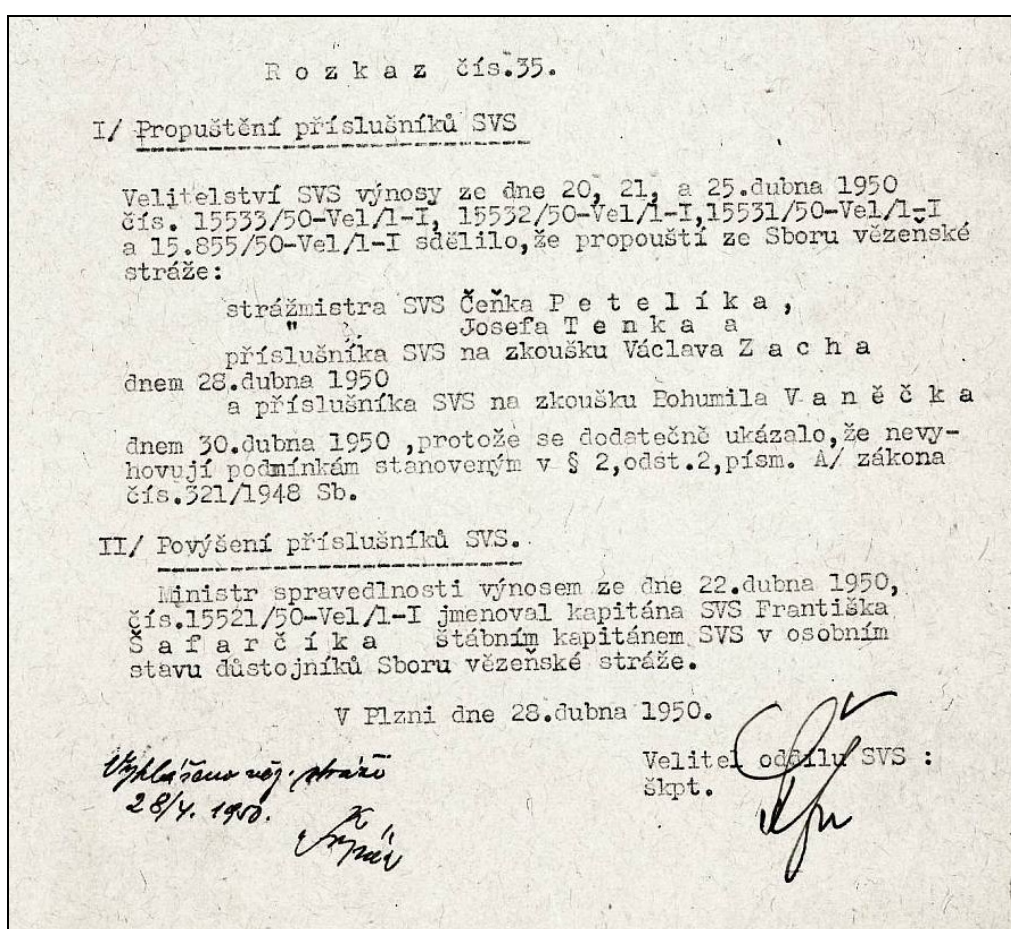 R o z k a z čís.35.
I/ Propuštění příslušníků SVS
Velitelství SVS výnosy ze dne 20, 21, a 25.dubna 1950
čís. 15533/50-Vel/1-I, 15532/50-Vel/1-I,15531/50-Vel/1-I
a 15.855/50-Vel/1-I sdělilo,že propouští ze Sboru vězenské
stráže:
strážmistra SVS Čeňka P e t e l í k a ,
" Josefa T e n k a a
příslušníka SVS na zkoušku Václava Z a c h a
dnem 28.dubna 1950
a příslušníka SVS na zkoušku Bohumila V a n ě č k a
dnem 30.dubna 1950 ,protože se dodatečně ukázalo,že nevy-
hovují podmínkám stanoveným v § 2,odst.2,písm. A/ zákona
čís.321/1948 Sb.
II/ Povýšení příslušníků SVS.
Ministr spravedlnosti výnosem ze dne 22.dubna 1950,
čís.15521/50-Vel/1-I jmenoval kapitána SVS Františka
Š a f a r č í k a štábním kapitánem SVS v osobním
stavu důstojníků Sboru vězeňské stráže.
V Plzni dne 28.dubna 1950.
Velitel oddílu SVS :
škpt.
Vyhlášeno věz. stráži
28/4. 1950.